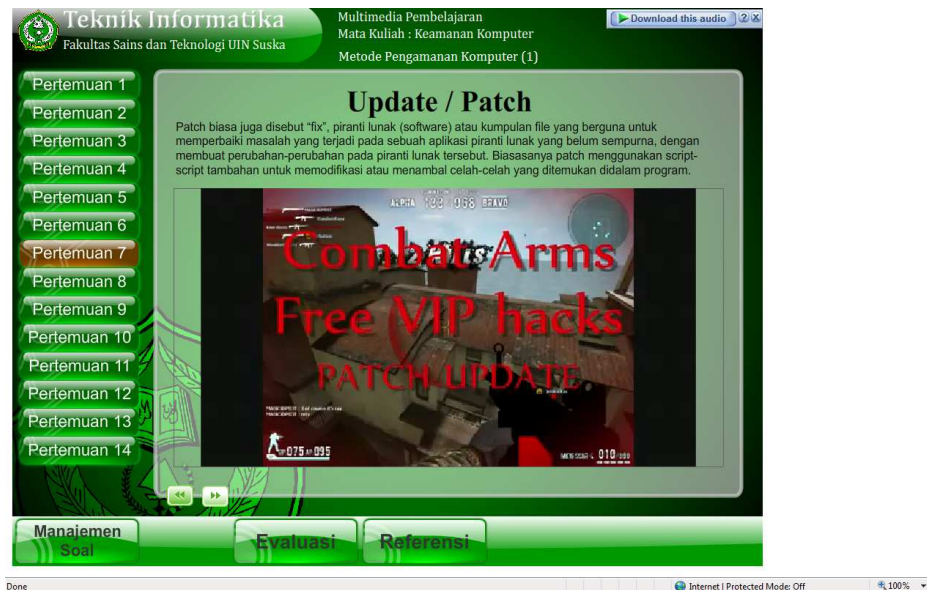 Teknik Informatika
Fakultas Sains dan Teknologi UIN Suska
Multimedia Pembelajaran
Mata Kuliah : Keamanan Komputer
Metode Pengamanan Komputer (1)
Download this audio
Pertemuan 1
Pertemuan 2
Pertemuan 3
Pertemuan 4
Pertemuan 5
Pertemuan 6
Pertemuan 7
Pertemuan 8
Pertemuan 9
Pertemuan 10
Pertemuan 11
Pertemuan 12
Pertemuan 13
Pertemuan 14
Update / Patch
Patch biasa juga disebut “fix”, piranti lunak (software) atau kumpulan file yang berguna untuk
memperbaiki masalah yang terjadi pada sebuah aplikasi piranti lunak yang belum sempurna, dengan
membuat perubahan-perubahan pada piranti lunak tersebut. Biasasanya patch menggunakan script-
script tambahan untuk memodifikasi atau menambal celah-celah yang ditemukan didalam program.
ALPHA 123 / 968 BRAVO
Combat Arms
Free VIP hacks
PATCH UPDATE
HP 075 AP 095
010
Manajemen
Soal
Evaluasi
Referensi
Done
Internet | Protected Mode: Off
100%